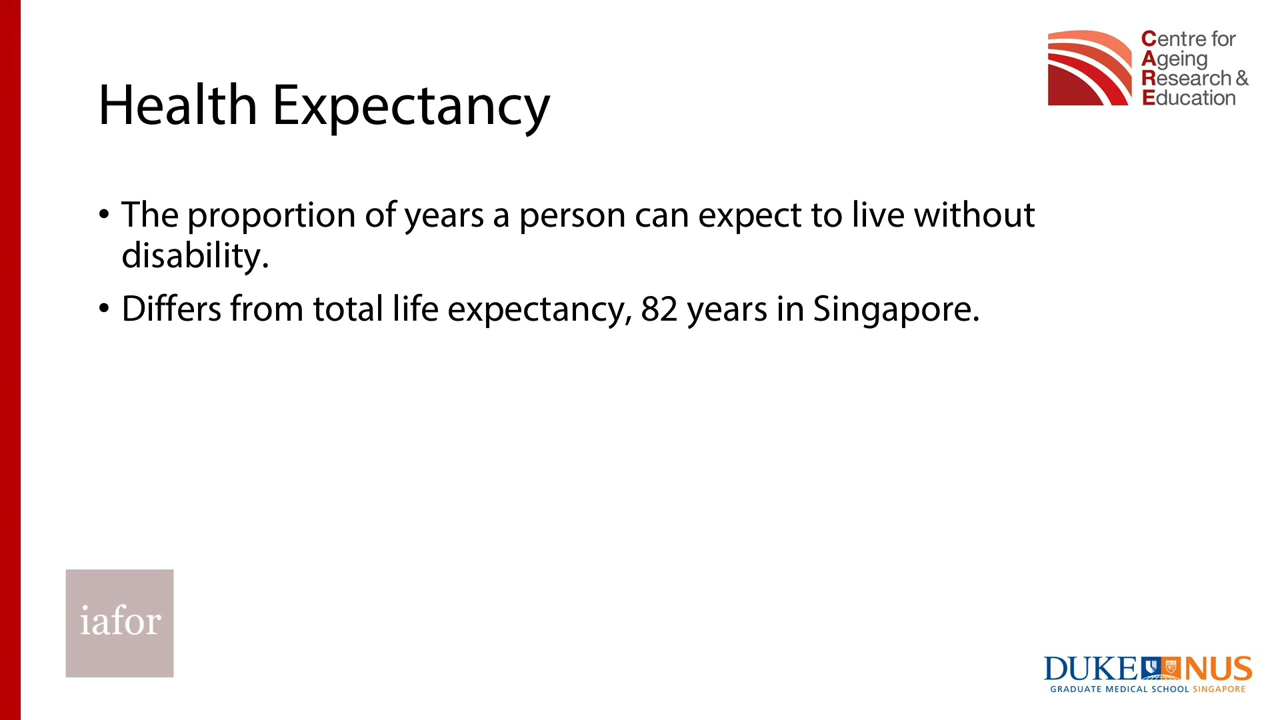 Centre for
Ageing
Research &
Education
Health Expectancy
• The proportion of years a person can expect to live without
disability.
• Differs from total life expectancy, 82 years in Singapore.
iafor
DUKE NUS
GRADUATE MEDICAL SCHOOL SINGAPORE